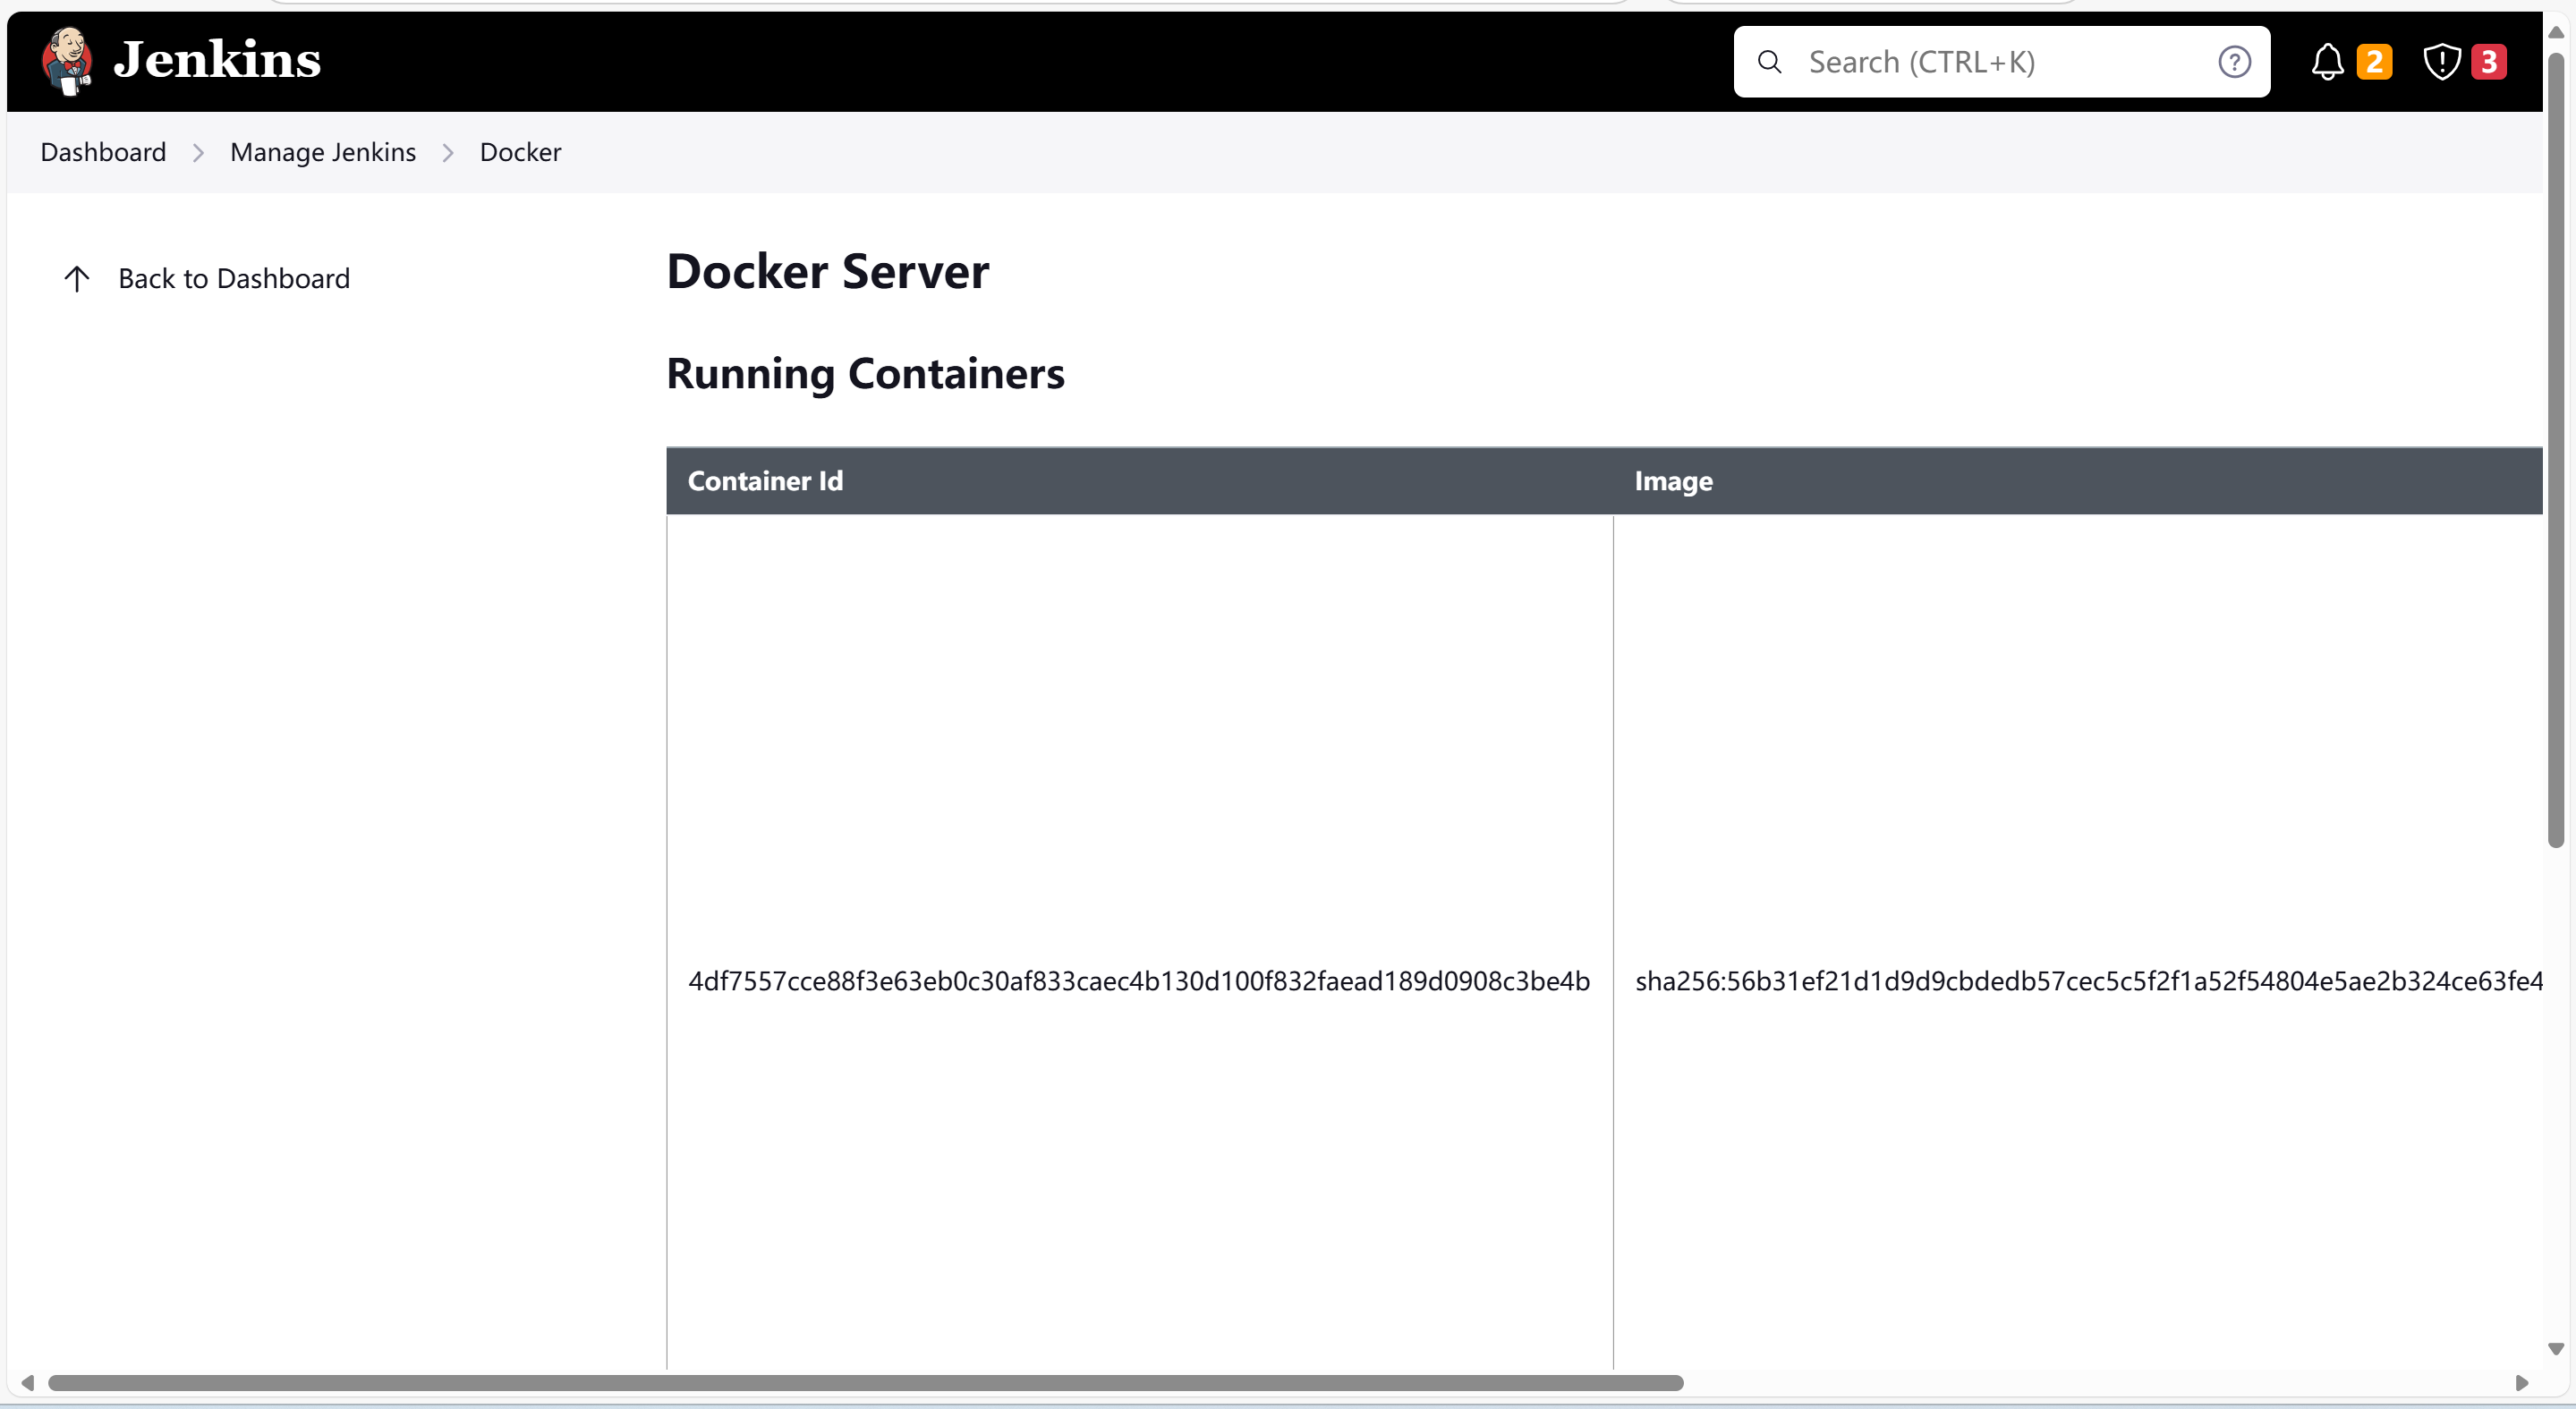 Jenkins
Search (CTRL+K)
2
3
Dashboard
Manage Jenkins
Docker
Back to Dashboard
Docker Server
Running Containers
Container Id
Image
4df7557cce88f3e63eb0c30af833caec4b130d100f832faead189d0908c3be4b
sha256:56b31ef21d1d9d9cbdedb57cec5c5f2f1a52f54804e5ae2b324ce63fe4